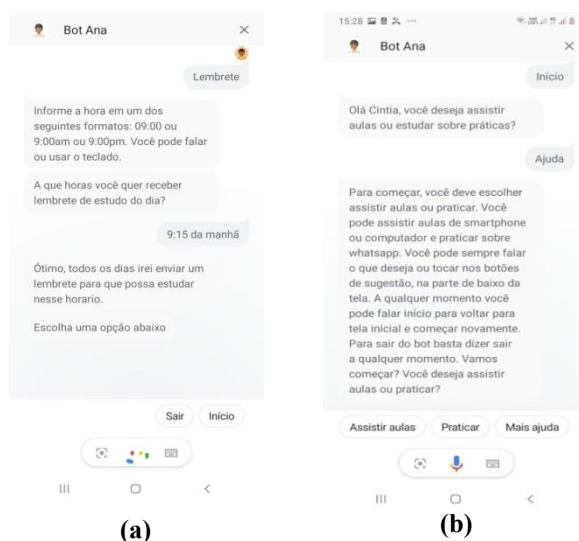 Bot Ana
Lembrete
Informe a hora em um dos
seguintes formatos: 09:00 ou
9:00am ou 9:00pm. Você pode falar
ou usar o teclado.
A que horas você quer receber
lembrete de estudo do dia?
9:15 da manhã
Ótimo, todos os dias irei enviar um
lembrete para que possa estudar
nesse horario.
Escolha uma opção abaixo
Sair
Início
(a)
15:28
Bot Ana
Início
Olá Cintia, você deseja assistir
aulas ou estudar sobre práticas?
Ajuda
Para começar, você deve escolher
assistir aulas ou praticar. Você
pode assistir aulas de smartphone
ou computador e praticar sobre
whatsapp. Você pode sempre falar
o que deseja ou tocar nos botões
de sugestão, na parte de baixo da
tela. A qualquer momento você
pode falar início para voltar para
tela inicial e começar novamente.
Para sair do bot basta dizer sair
a qualquer momento. Vamos
começar? Você deseja assistir
aulas ou praticar?
Assistir aulas
Praticar
Mais ajuda
(b)